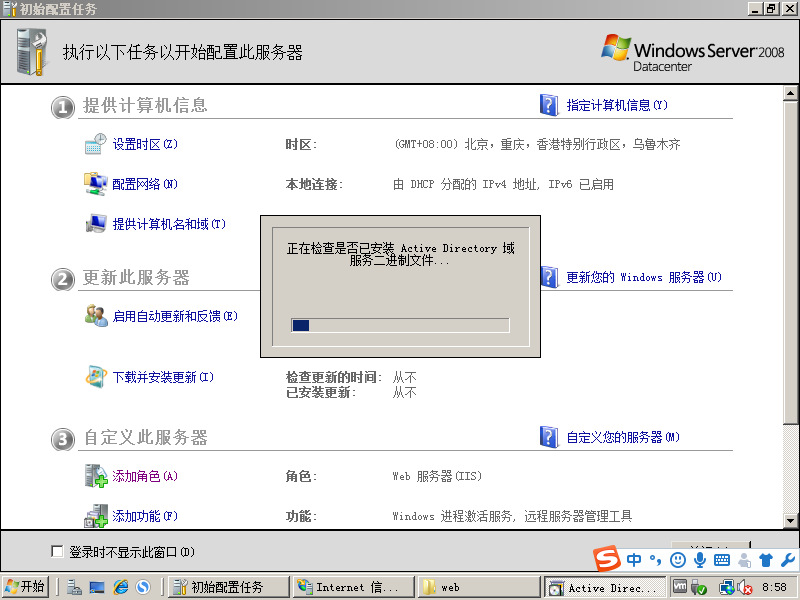 初始配置任务
执行以下任务以开始配置此服务器
Windows Server 2008
Datacenter
1 提供计算机信息
指定计算机信息(Y)
设置时区(Z) 时区: (GMT+08:00) 北京，重庆，香港特别行政区，乌鲁木齐
配置网络(N) 本地连接: 由 DHCP 分配的 IPv4 地址, IPv6 已启用
提供计算机名和域(T)
正在检查是否已安装 Active Directory 域
服务二进制文件...
2 更新此服务器
更新您的 Windows 服务器(U)
启用自动更新和反馈(E)
下载并安装更新(I) 检查更新的时间: 从不
已安装更新: 从不
3 自定义此服务器
自定义您的服务器(M)
添加角色(A) 角色: Web 服务器(IIS)
添加功能(F) 功能: Windows 进程激活服务, 远程服务器管理工具
登录时不显示此窗口(D)
中
开始 初始配置任务 Internet 信... web Active Direc... 8:58